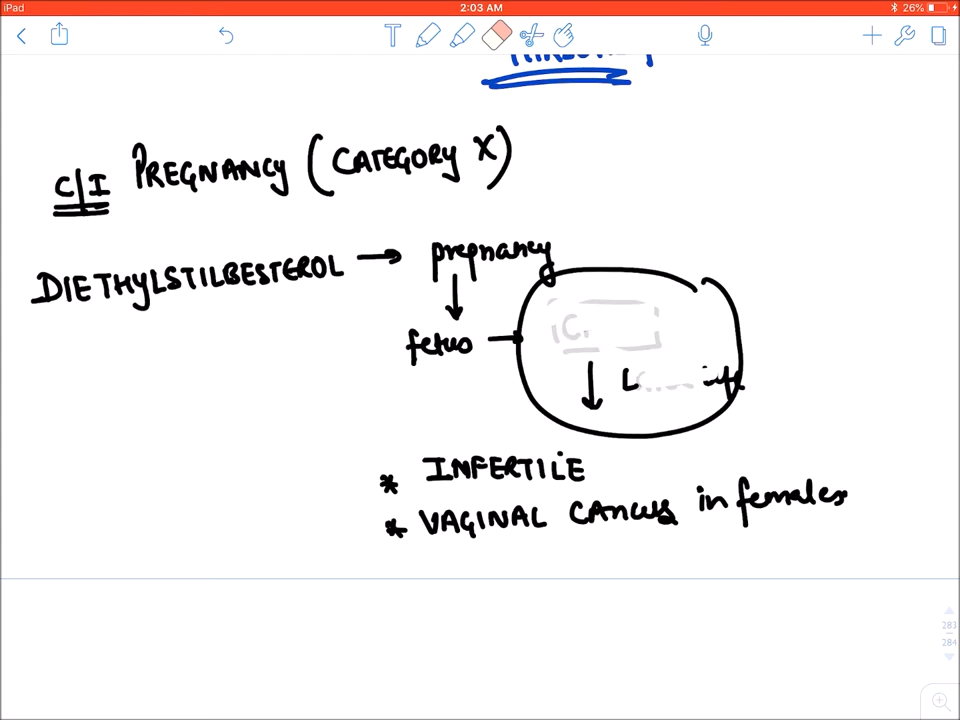 iPad 2:03 AM 26%
T
C/I PREGNANCY (CATEGORY X)
DIETHYLSTILBESTEROL → pregnancy
↓
fetus →
↓
* INFERTILE
* VAGINAL CANCER in females
283
284